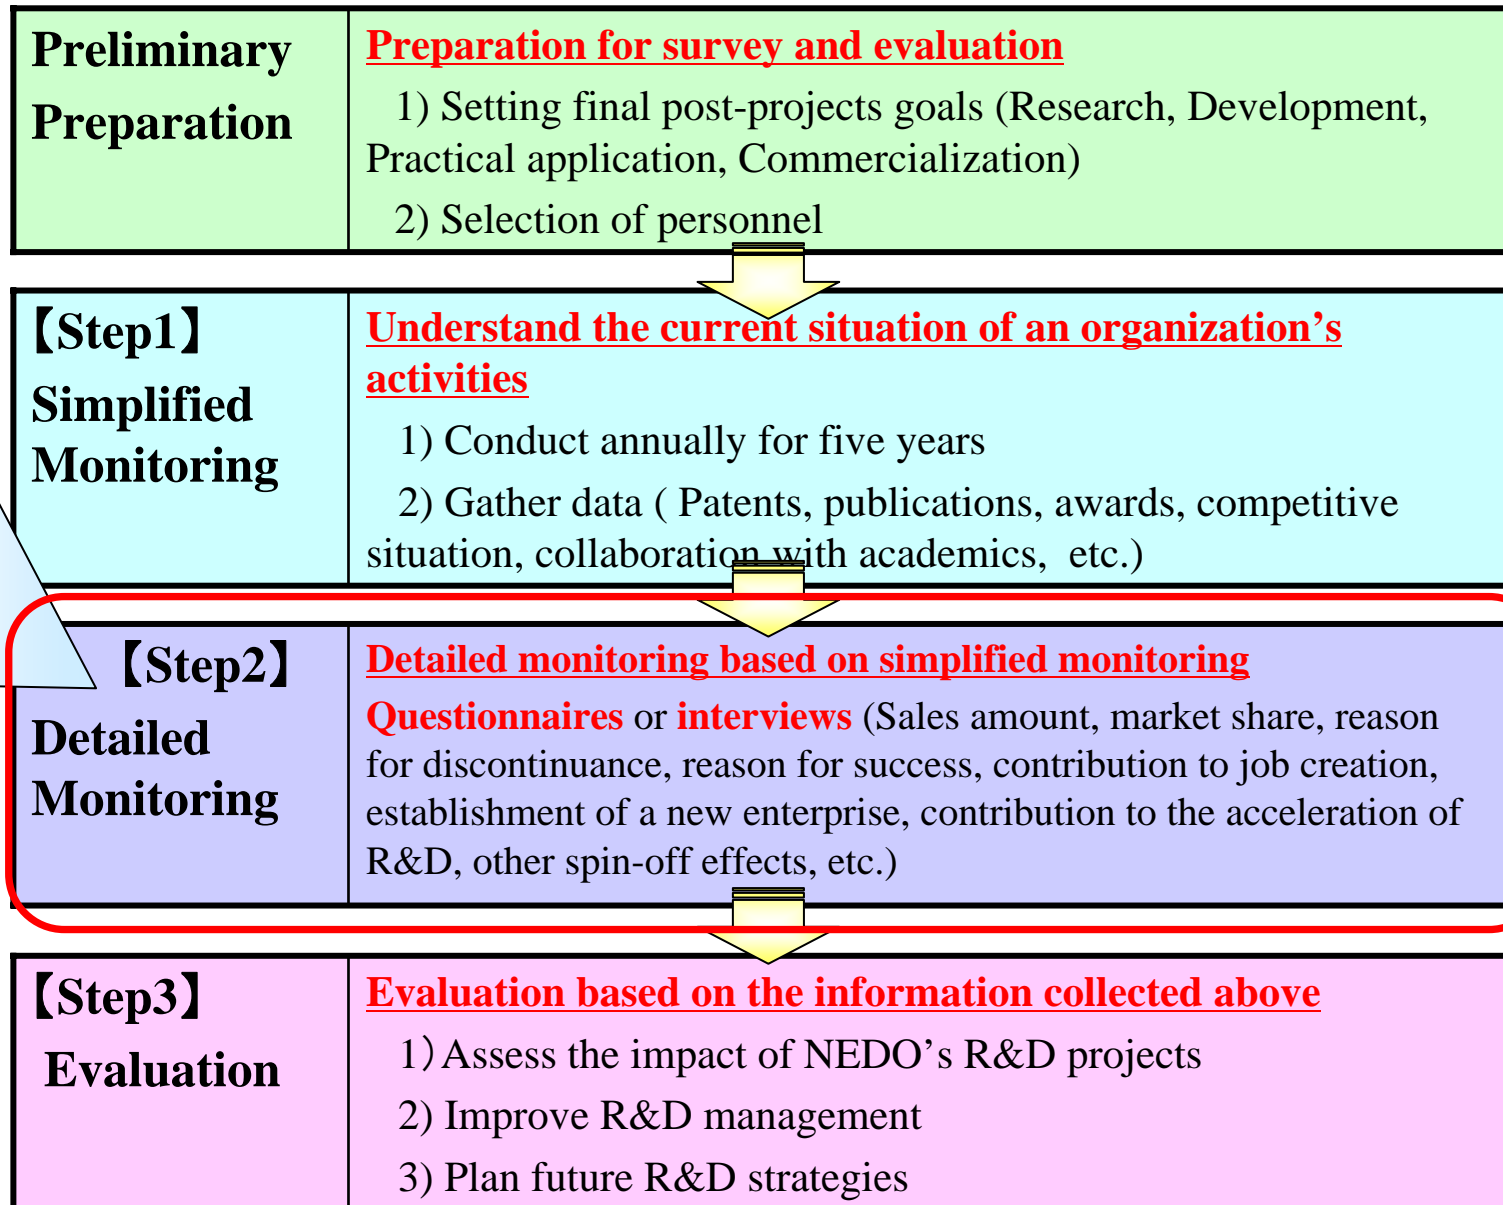 Preliminary
Preparation
Preparation for survey and evaluation
1) Setting final post-projects goals (Research, Development,
Practical application, Commercialization)
2) Selection of personnel
【Step1】
Simplified
Monitoring
Understand the current situation of an organization’s
activities
1) Conduct annually for five years
2) Gather data ( Patents, publications, awards, competitive
situation, collaboration with academics, etc.)
【Step2】
Detailed
Monitoring
Detailed monitoring based on simplified monitoring
Questionnaires or interviews (Sales amount, market share, reason
for discontinuance, reason for success, contribution to job creation,
establishment of a new enterprise, contribution to the acceleration of
R&D, other spin-off effects, etc.)
【Step3】
Evaluation
Evaluation based on the information collected above
1）Assess the impact of NEDO’s R&D projects
2) Improve R&D management
3) Plan future R&D strategies